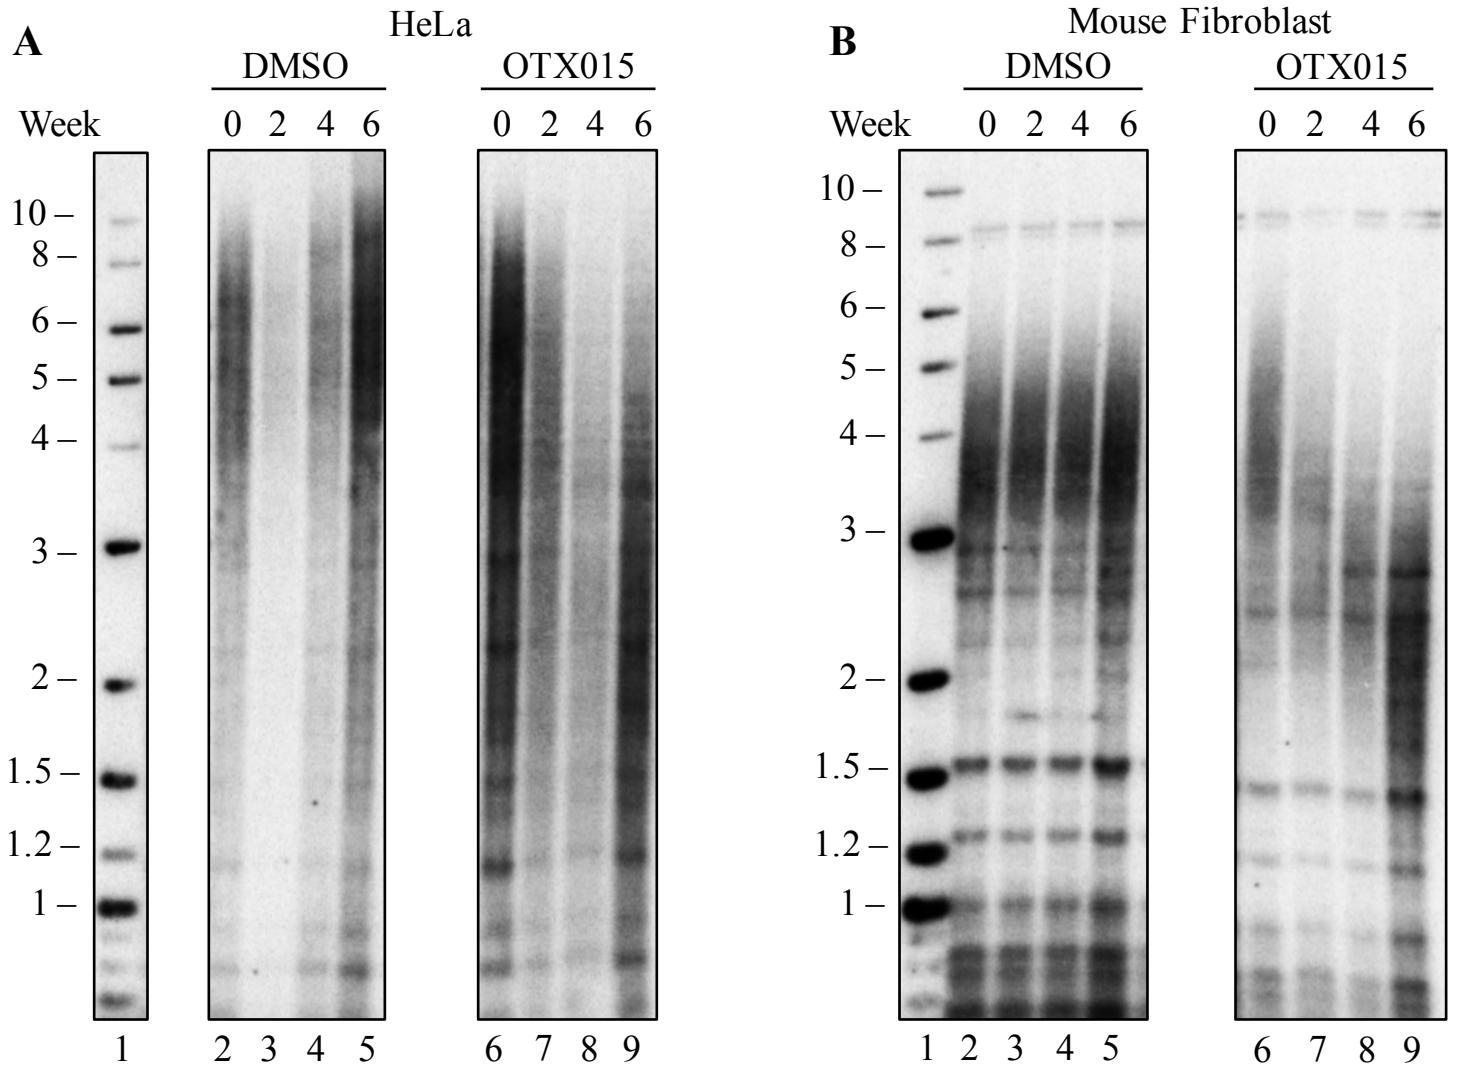 A
HeLa
DMSO OTX015
Week 0 2 4 6 0 2 4 6
10 –
8 –
6 –
5 –
4 –
3 –
2 –
1.5 –
1.2 –
1 –
1 2 3 4 5 6 7 8 9
B
Mouse Fibroblast
DMSO OTX015
Week 0 2 4 6 0 2 4 6
10 –
8 –
6 –
5 –
4 –
3 –
2 –
1.5 –
1.2 –
1 –
1 2 3 4 5 6 7 8 9